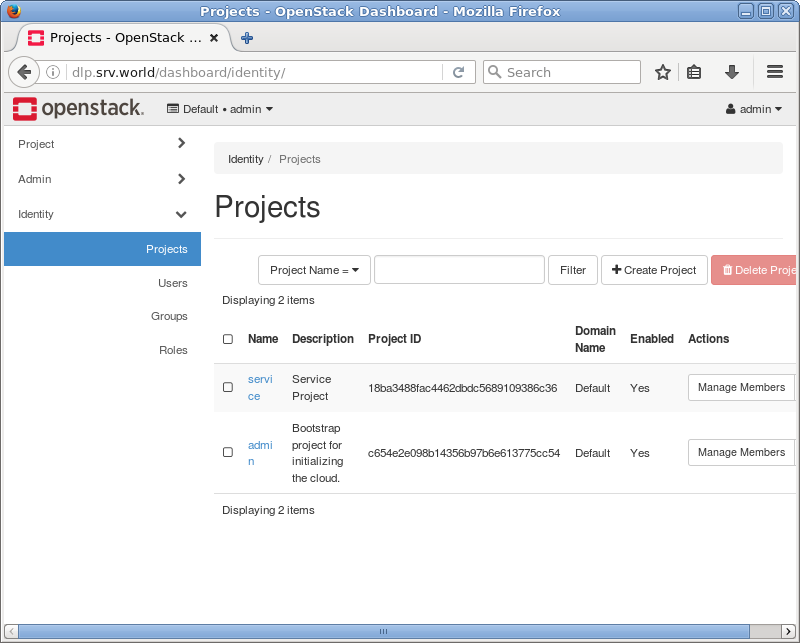 Projects - OpenStack Dashboard - Mozilla Firefox
Projects - OpenStack ...
dlp.srv.world/dashboard/identity/
Search
openstack.
Default • admin
admin
Project
Admin
Identity
Projects
Users
Groups
Roles
Identity / Projects
Projects
Project Name =
Filter
Create Project
Delete Proje
Displaying 2 items
Name Description Project ID Domain Name Enabled Actions
servi
ce
Service
Project
18ba3488fac4462dbdc5689109386c36 Default Yes Manage Members
admi
n
Bootstrap
project for
initializing
the cloud.
c654e2e098b14356b97b6e613775cc54 Default Yes Manage Members
Displaying 2 items